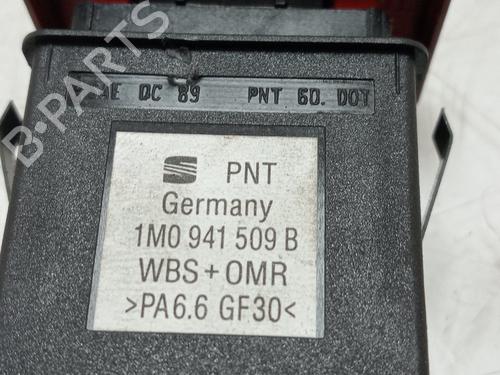 DC 89 PNT 60. DOT
PNT
Germany
1M0 941 509 B
WBS + OMR
>PA6.6 GF30<
B-PARTS